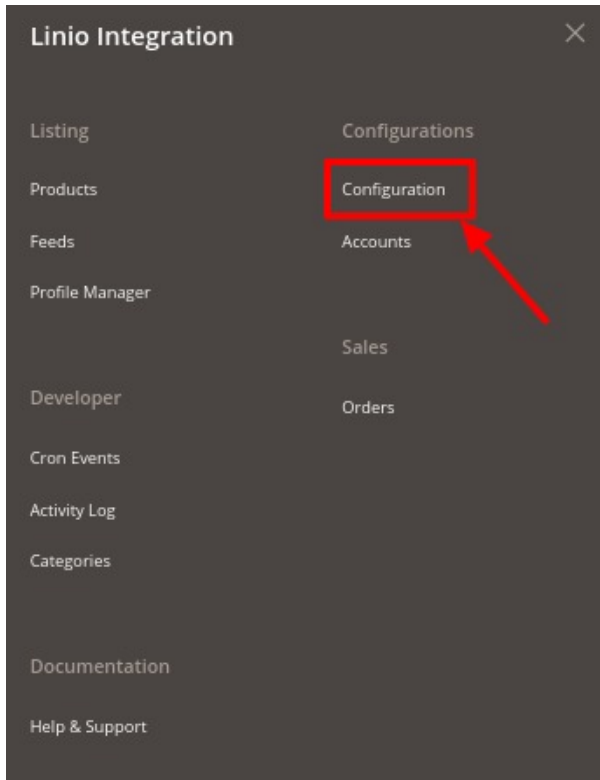 Linio Integration
Listing
Products
Feeds
Profile Manager
Developer
Cron Events
Activity Log
Categories
Documentation
Help & Support
Configurations
Configuration
Accounts
Sales
Orders